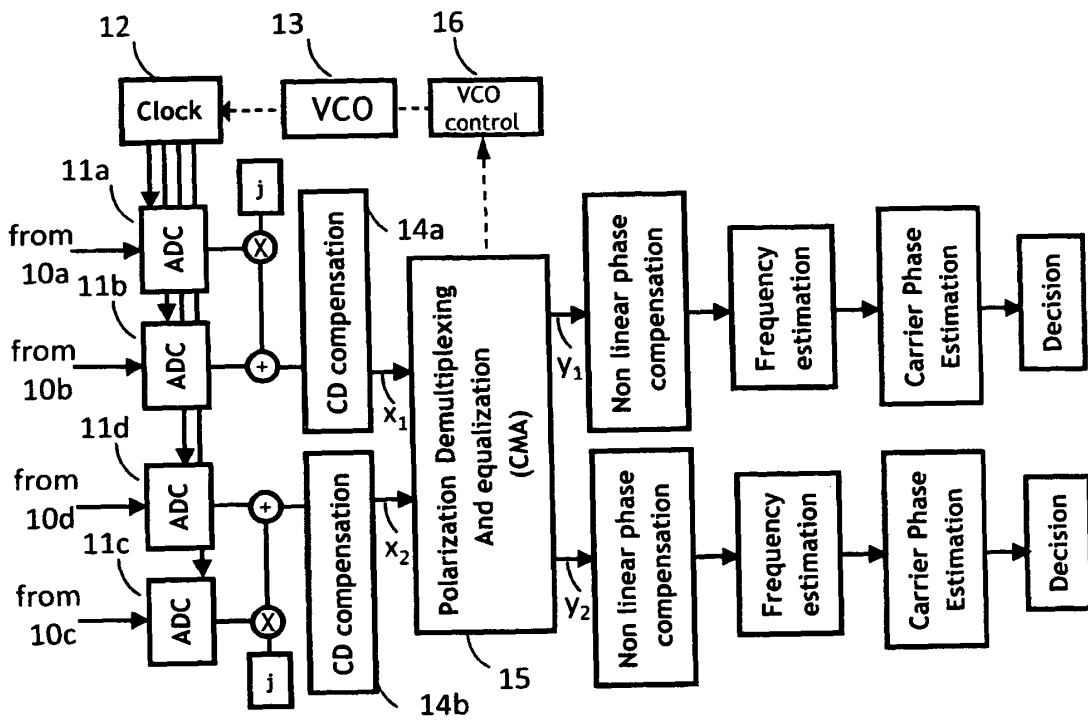 12
13
16
Clock
VCO
VCO
control
11a
j
from
10a
ADC
X
CD compensation
14a
11b
from
10b
ADC
+
x1
Polarization Demultiplexing
And equalization
(CMA)
y1
Non linear phase
compensation
Frequency
estimation
Carrier Phase
Estimation
Decision
11d
from
10d
ADC
+
CD compensation
x2
11c
from
10c
ADC
X
j
14b
15
y2
Non linear phase
compensation
Frequency
estimation
Carrier Phase
Estimation
Decision